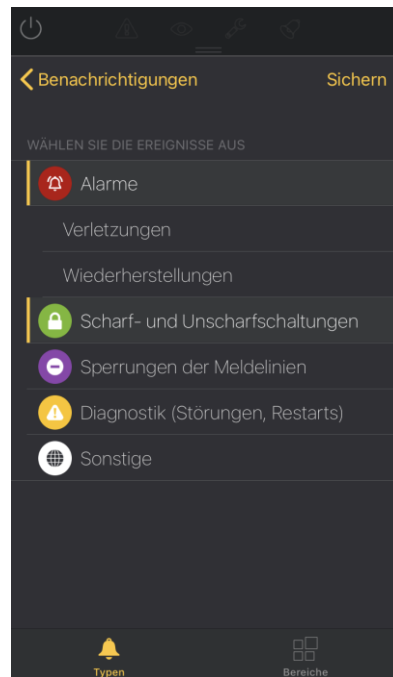 Benachrichtigungen Sichern
WÄHLEN SIE DIE EREIGNISSE AUS
Alarme
Verletzungen
Wiederherstellungen
Scharf- und Unscharfschaltungen
Sperrungen der Meldelinien
Diagnostik (Störungen, Restarts)
Sonstige
Typen Bereiche